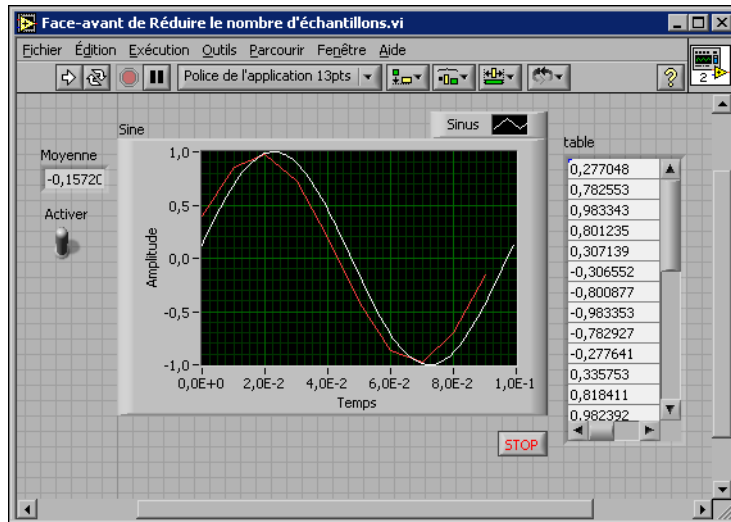 Face-avant de Réduire le nombre d'échantillons.vi
Fichier Édition Exécution Outils Parcourir Fenêtre Aide
Police de l'application 13pts
?
2
Sine
Sinus
table
Moyenne
-0,15720
Activer
Amplitude
1,0
0,5
0,0
-0,5
-1,0
0,0E+0 2,0E-2 4,0E-2 6,0E-2 8,0E-2 1,0E-1
Temps
0,277048
0,782553
0,983343
0,801235
0,307139
-0,306552
-0,800877
-0,983353
-0,782927
-0,277641
0,335753
0,818411
0,982392
STOP